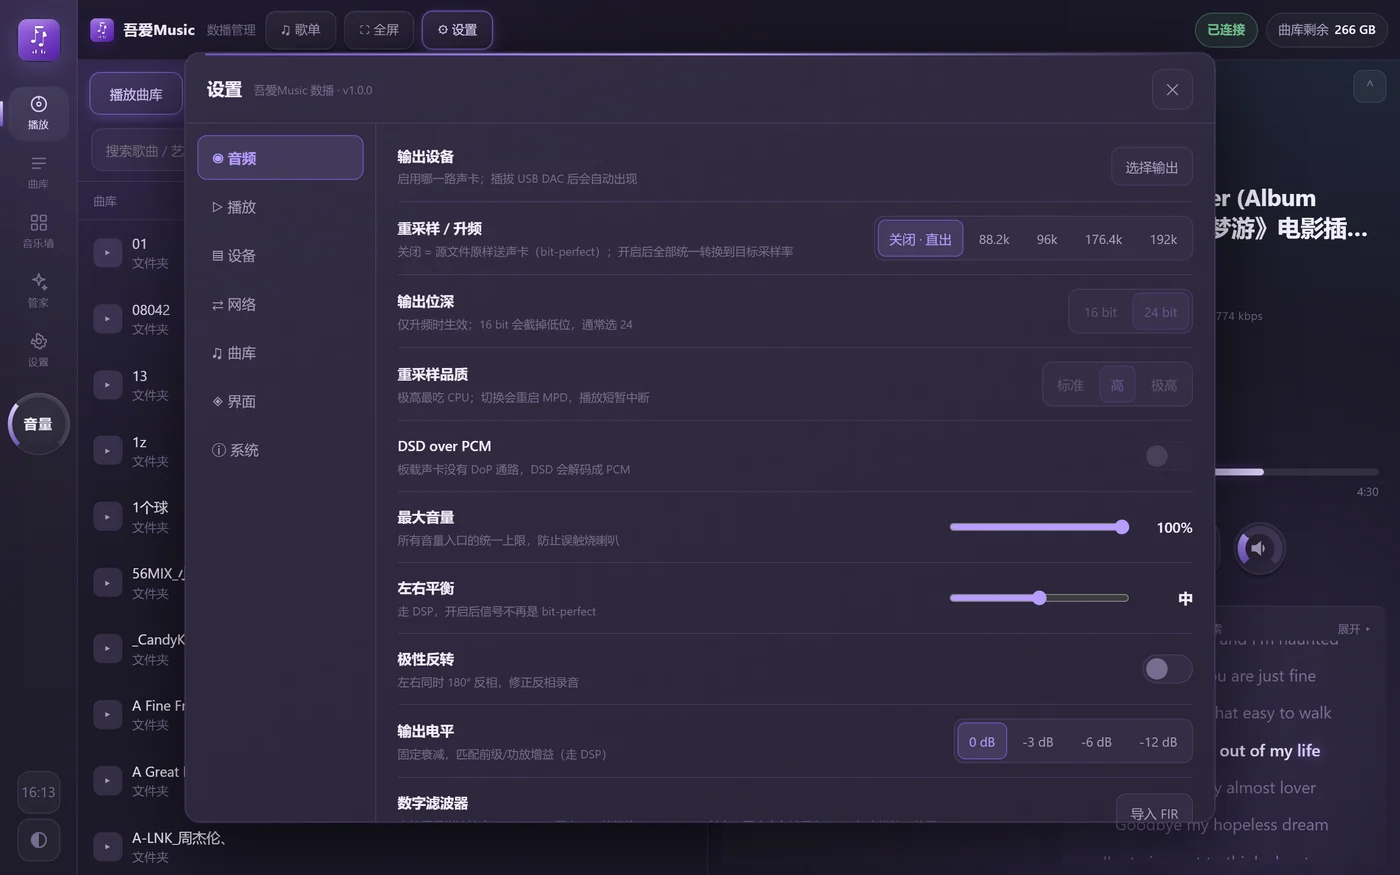 吾爱Music 数播管理 ♫ 歌单 ⛶ 全屏 ⚙ 设置 已连接 曲库剩余 266 GB
播放
曲库
音乐墙
管家
设置
音量
16:13
播放曲库
搜索歌曲 / 艺
曲库
01
文件夹
08042
文件夹
13
文件夹
1z
文件夹
1个球
文件夹
56MIX_
文件夹
_CandyK
文件夹
A Fine Fr
文件夹
A Great
文件夹
A-LNK_周杰伦、
文件夹
设置 吾爱Music 数播 · v1.0.0
◉ 音频
▷ 播放
▤ 设备
⇄ 网络
♫ 曲库
◈ 界面
ⓘ 系统
输出设备
启用哪一路声卡；插拔 USB DAC 后会自动出现
选择输出
重采样 / 升频
关闭 = 源文件原样送声卡（bit-perfect）；开启后全部统一转换到目标采样率
关闭 · 直出 88.2k 96k 176.4k 192k
输出位深
仅升频时生效；16 bit 会截掉低位，通常选 24
16 bit 24 bit
重采样品质
极高最吃 CPU；切换会重启 MPD，播放短暂中断
标准 高 极高
DSD over PCM
板载声卡没有 DoP 通路，DSD 会解码成 PCM
最大音量
所有音量入口的统一上限，防止误触烧喇叭
100%
左右平衡
走 DSP，开启后信号不再是 bit-perfect
中
极性反转
左右同时 180° 反相，修正反相录音
输出电平
固定衰减，匹配前级/功放增益（走 DSP）
0 dB -3 dB -6 dB -12 dB
数字滤波器
导入 FIR
er (Album
梦游》电影插...
774 kbps
4:30
展开
and I'm haunted
u are just fine
hat easy to walk
out of my life
y almost lover
Goodbye my hopeless dream